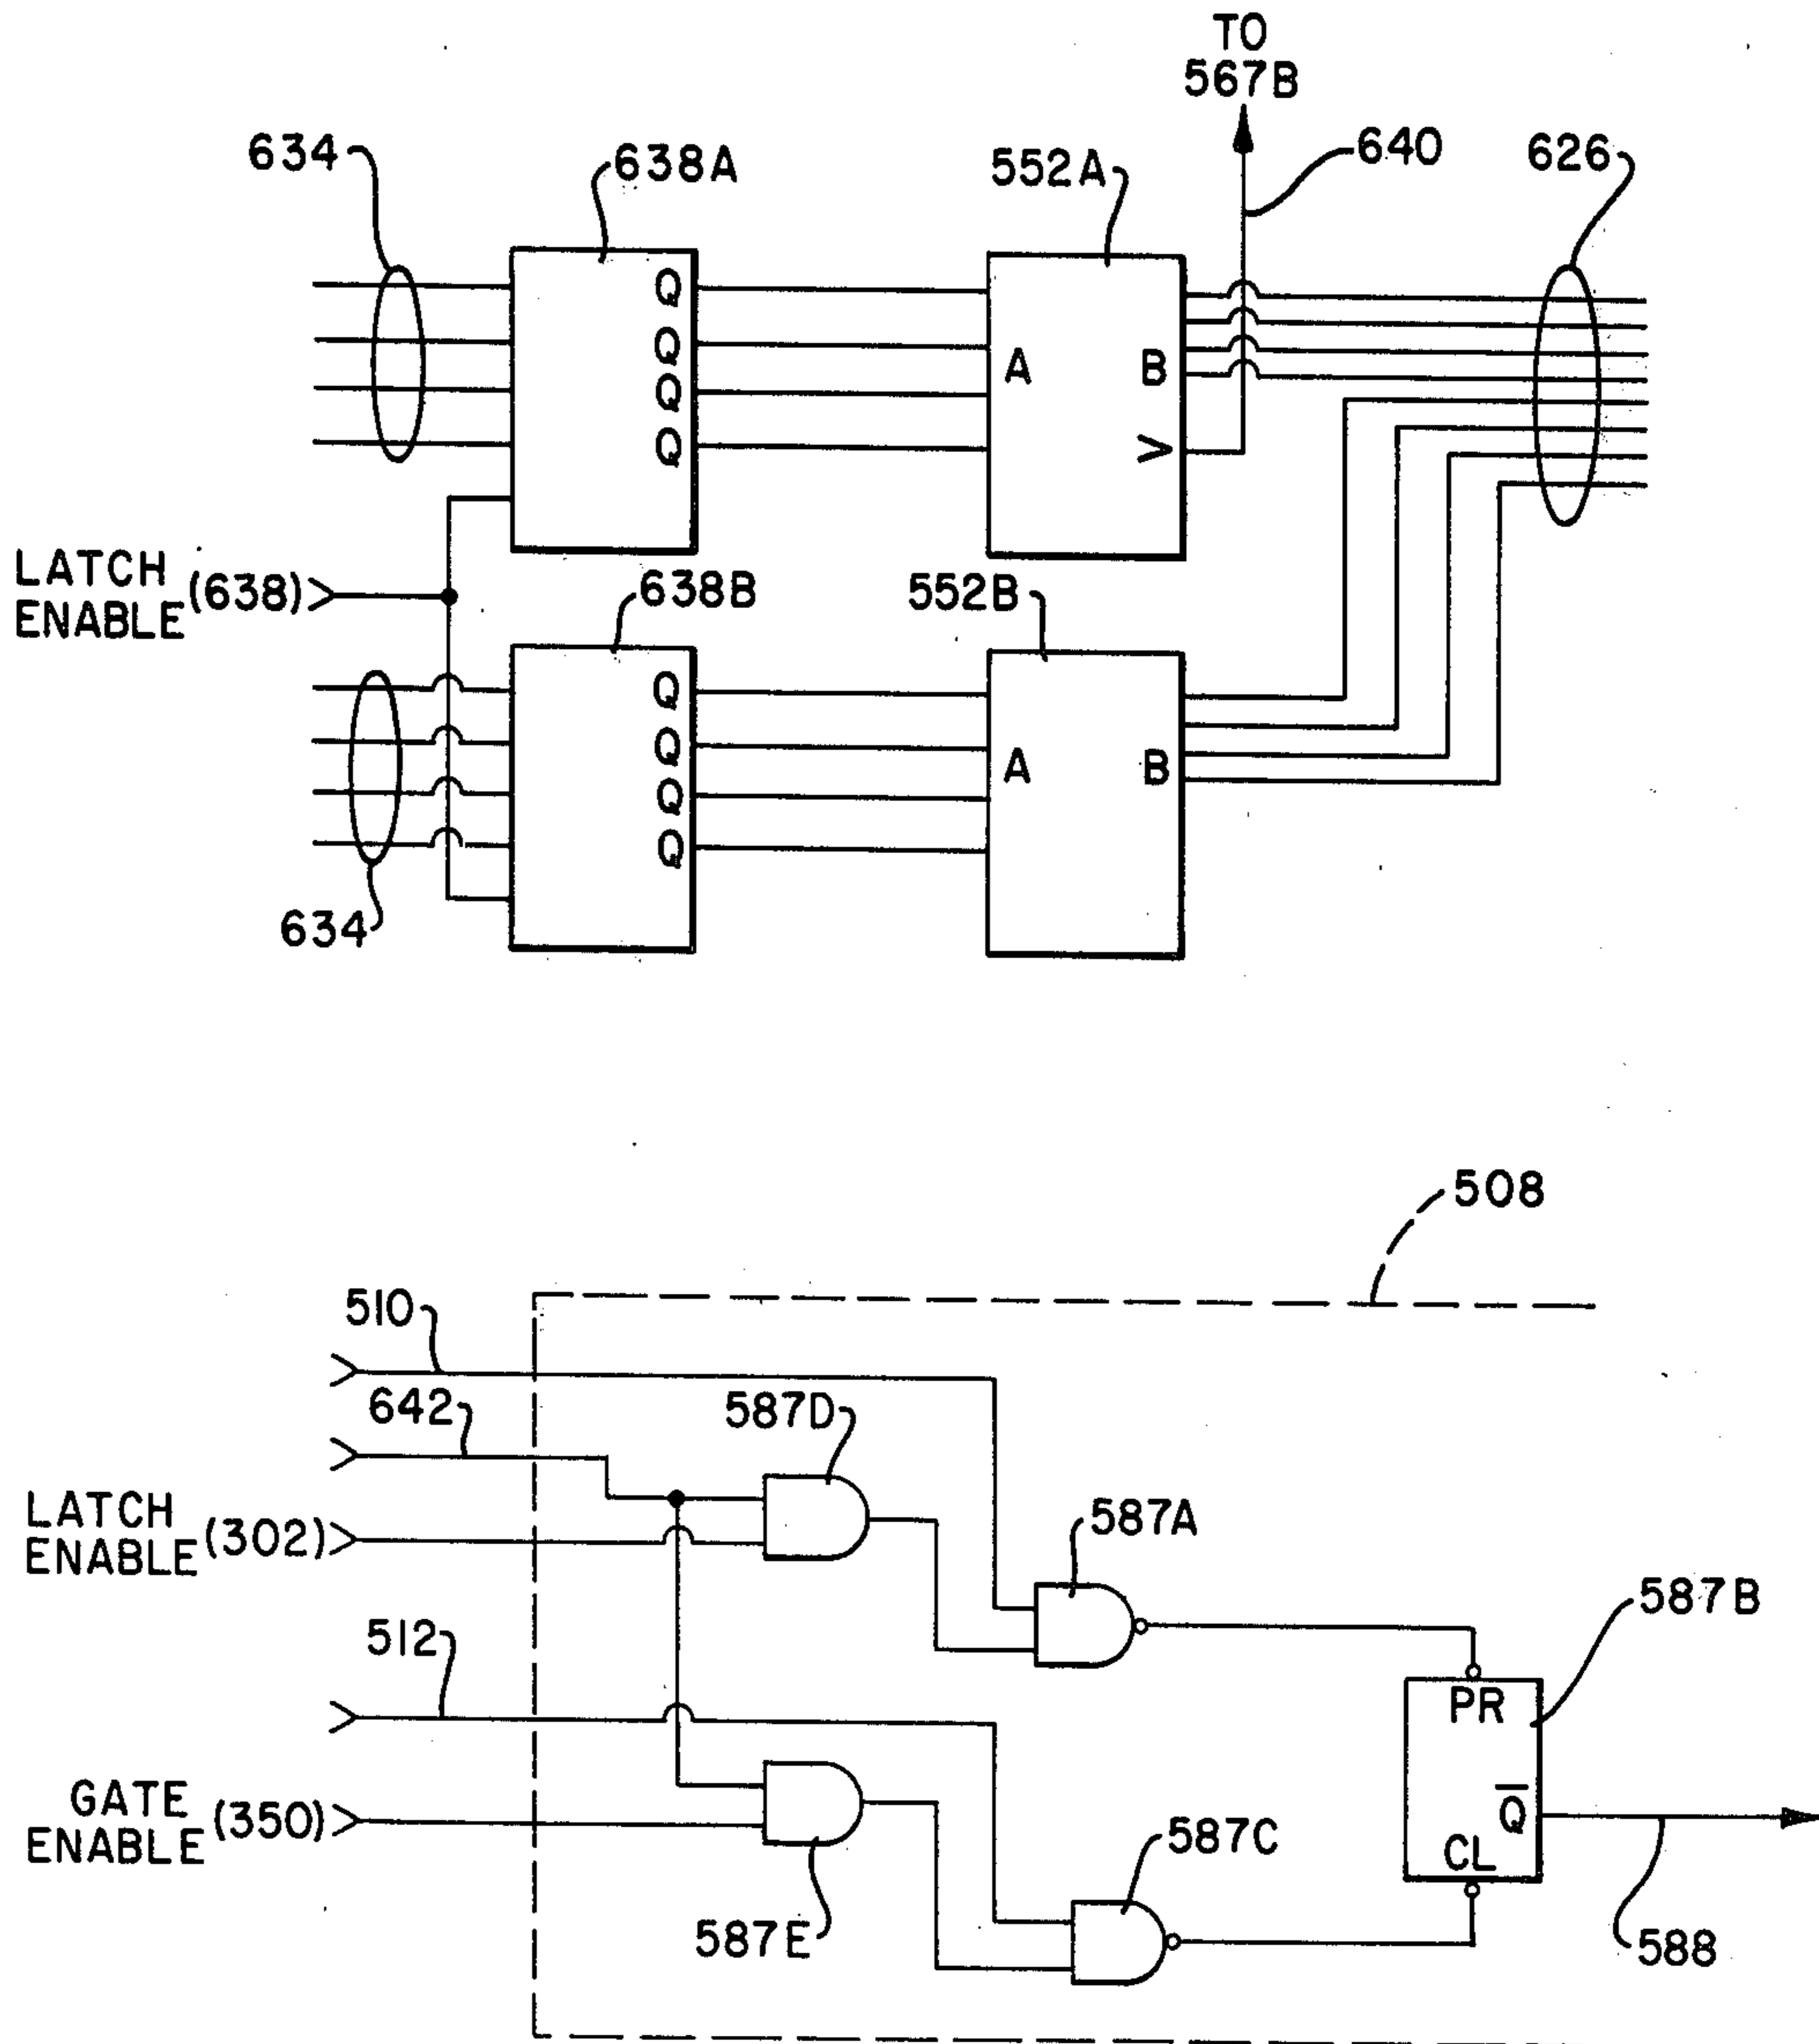 TO
567B
634
638A
552A
640
626
Q
Q
A
B
Q
Q
>
LATCH
ENABLE (638)
638B
552B
Q
Q
A
B
Q
Q
634
508
510
642
587D
LATCH
ENABLE (302)
587A
587B
512
PR
GATE
ENABLE (350)
Q̅
587C
CL
587E
588